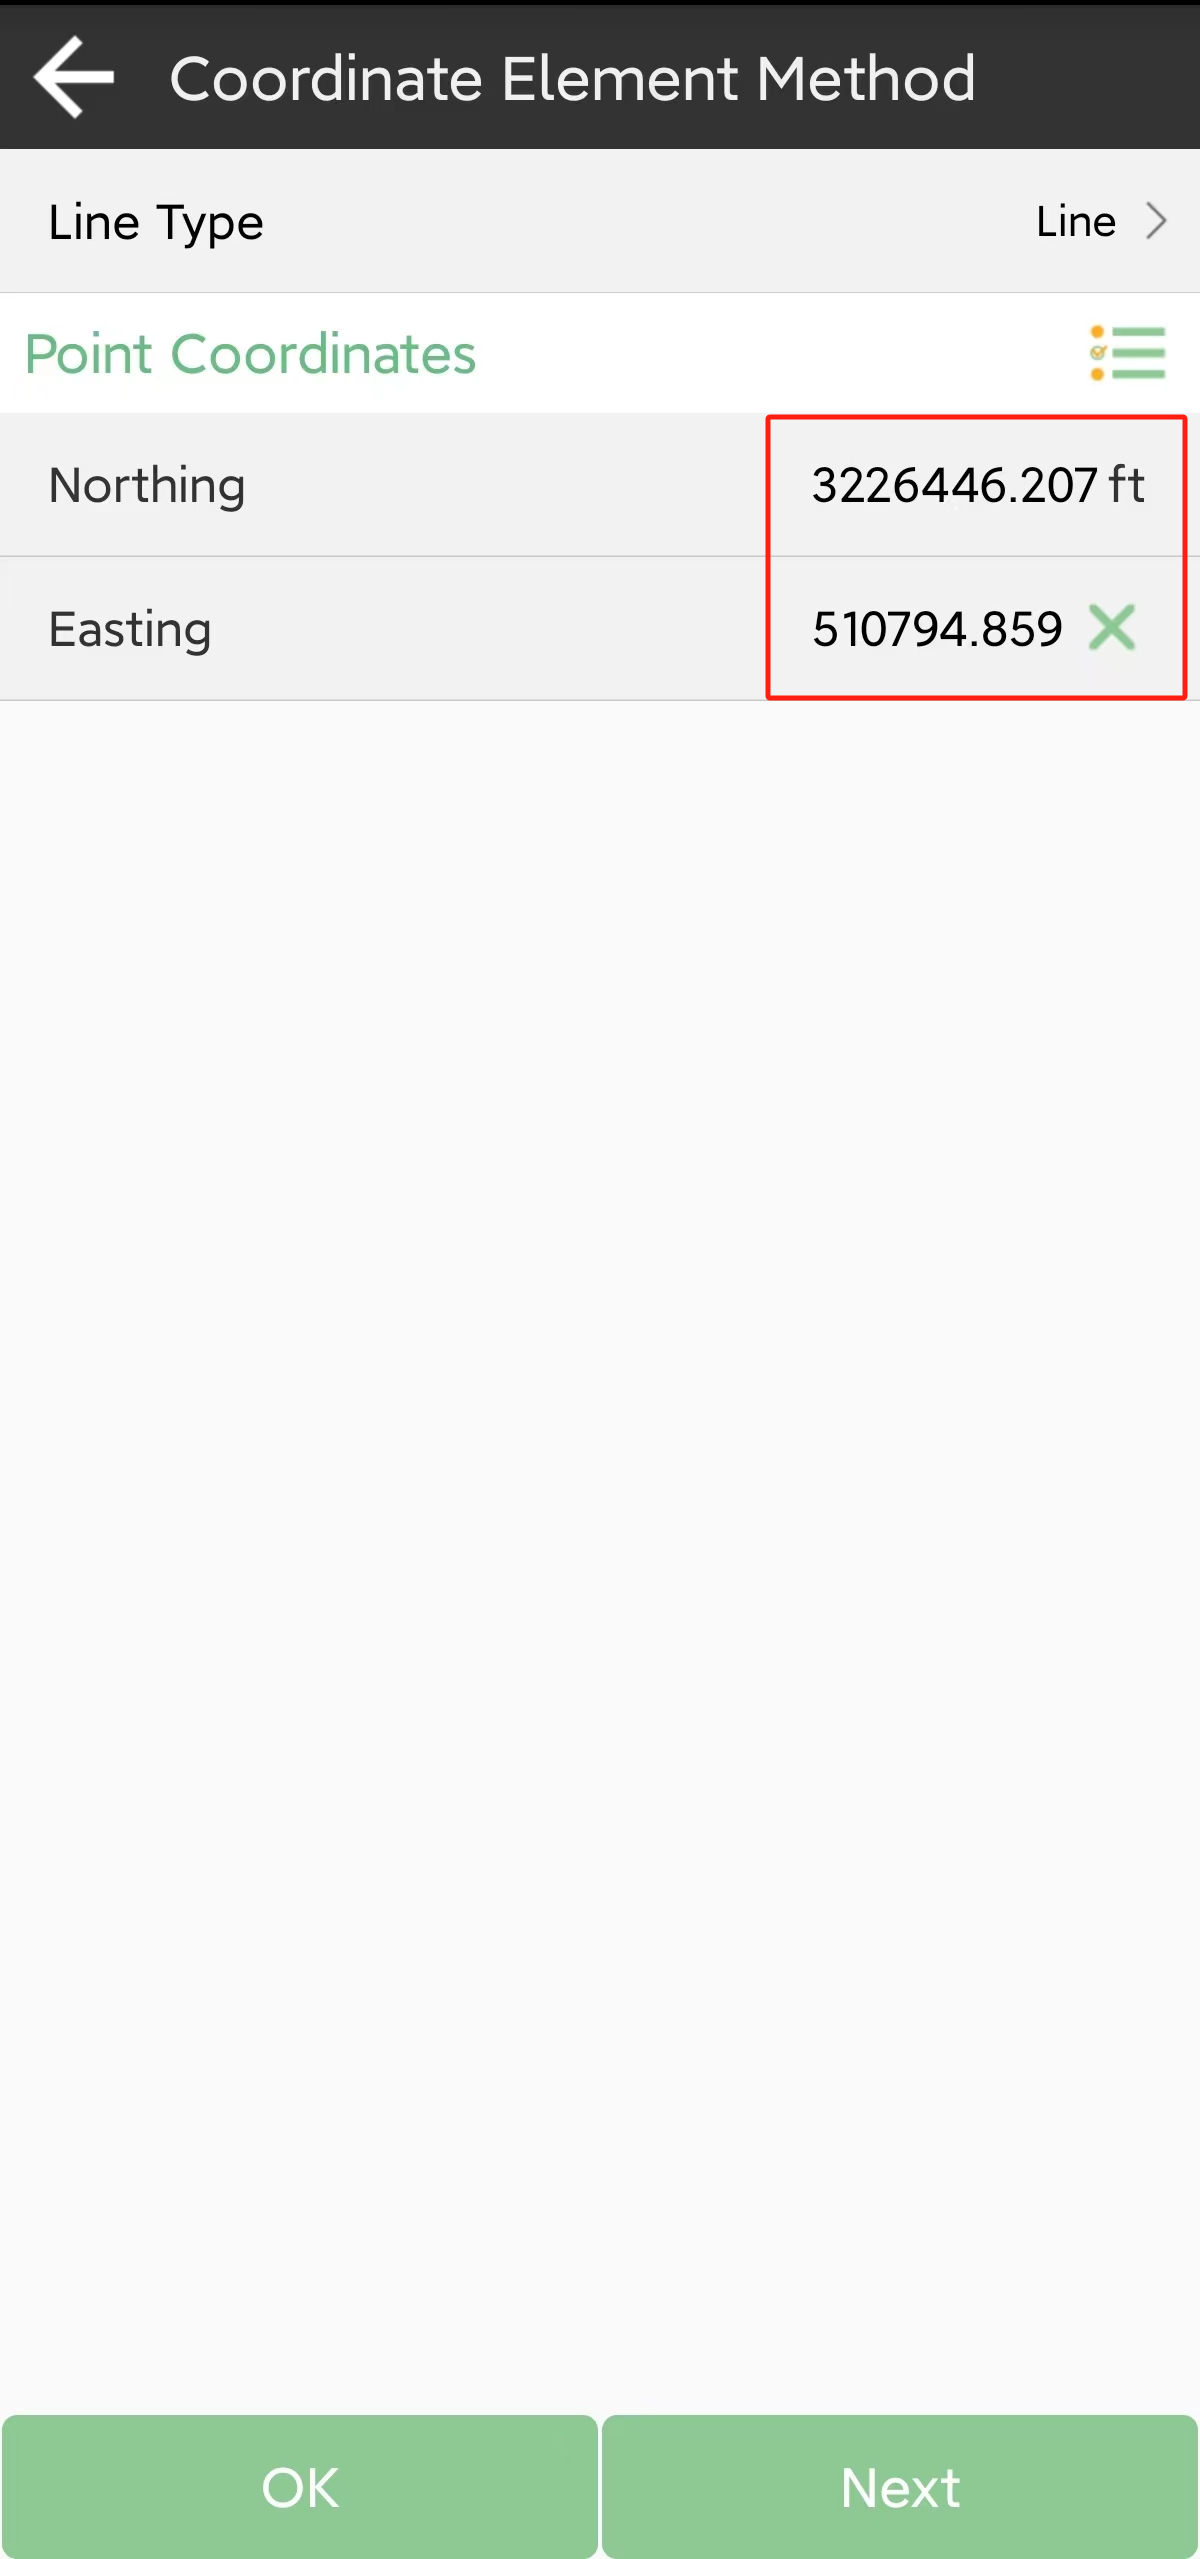 Coordinate Element Method
Line Type Line
Point Coordinates
Northing 3226446.207 ft
Easting 510794.859
OK Next